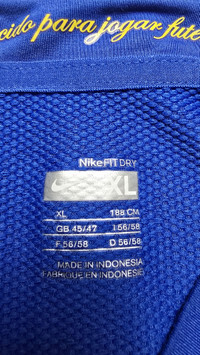 cido para jogar fute
NikeFIT DRY
XL
XL 188 CM
GB 45/47 I 56/58
F 56/58 D 56/58
MADE IN INDONESIA
FABRIQUÉ EN INDONÉSIE